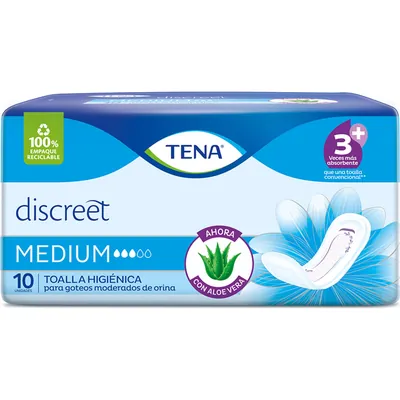 100%
EMPAQUE
RECICLABLE
TENA
3+
Veces más
absorbente
que una toalla
convencional**
discreet
AHORA
CON ALOE VERA
MEDIUM
10
UNIDADES
TOALLA HIGIÉNICA
para goteos moderados de orina